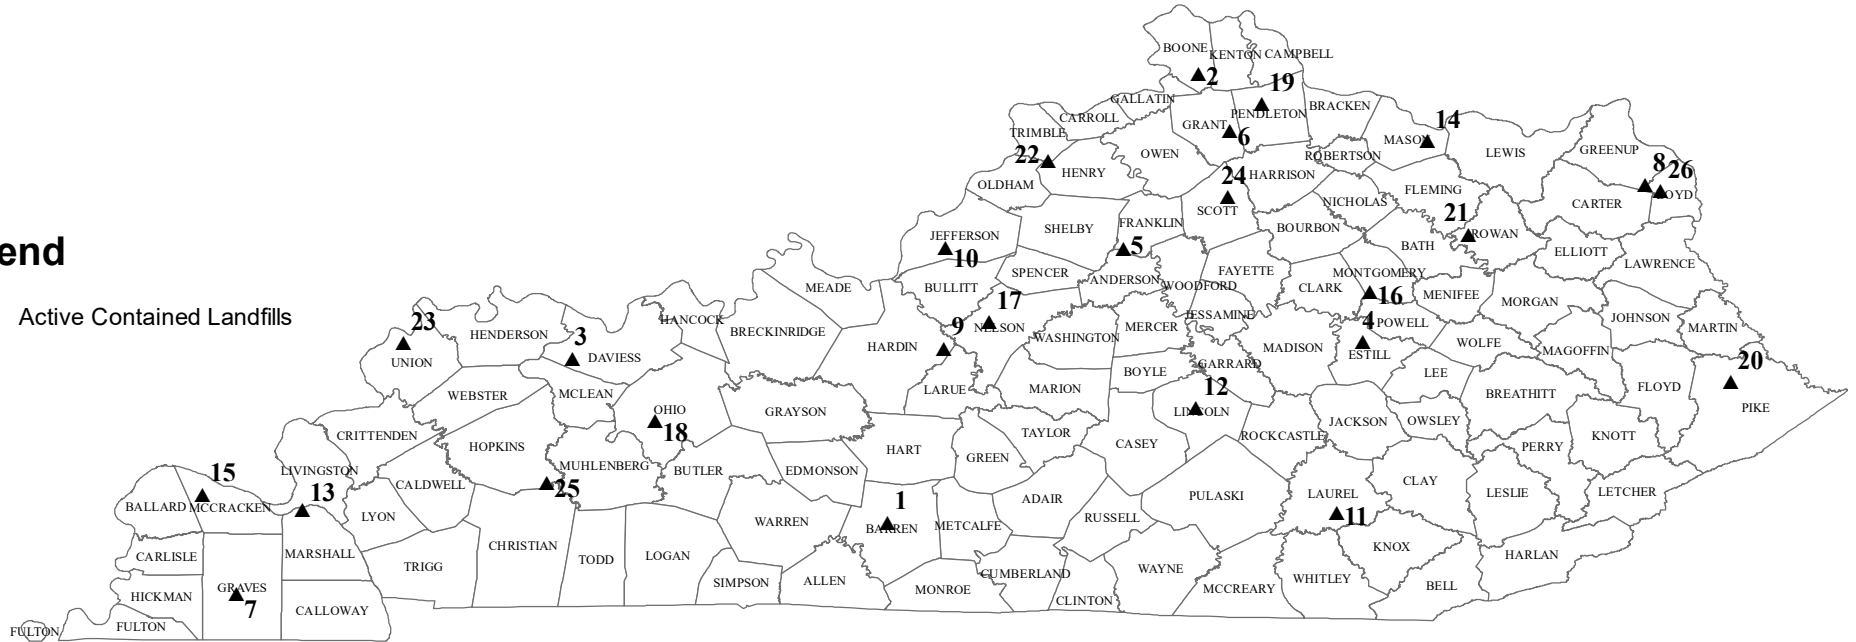 BOONE
KENTON
CAMPBELL
2
19
GALLATIN
CARROLL
TRIMBLE
GRANT
6
PENDLETON
BRACKEN
MASON
14
LEWIS
GREENUP
8
26
OYD
CARTER
22
HENRY
OWEN
ROBERTSON
OLDHAM
24
HARRISON
SCOTT
NICHOLAS
FLEMING
21
ROWAN
FRANKLIN
SHELBY
JEFFERSON
10
5
BOURBON
BATH
ELLIOTT
LAWRENCE
end
SPENCER
ANDERSON
WOODFORD
FAYETTE
CLARK
MONTGOMERY
16
MENIFEE
MORGAN
BULLITT
17
NELSON
MEADE
JESSAMINE
JOHNSON
MARTIN
Active Contained Landfills
23
HENDERSON
3
HANCOCK
BRECKINRIDGE
9
WASHINGTON
MERCER
4
POWELL
UNION
DAVIESS
HARDIN
MADISON
ESTILL
WOLFE
MAGOFFIN
20
GARRARD
BOYLE
LEE
FLOYD
PIKE
WEBSTER
MCLEAN
LARUE
MARION
12
LINCOLN
BREATHITT
OHIO
18
GRAYSON
CRITTENDEN
HOPKINS
TAYLOR
CASEY
ROCKCASTLE
JACKSON
OWSLEY
PERRY
KNOTT
HART
GREEN
LIVINGSTON
15
13
MUHLENBERG
BUTLER
EDMONSON
CALDWELL
25
CLAY
LESLIE
LETCHER
BALLARD
MCCRACKEN
LYON
1
BARREN
METCALFE
ADAIR
RUSSELL
PULASKI
LAUREL
11
WARREN
CARLISLE
MARSHALL
CHRISTIAN
TODD
LOGAN
KNOX
HARLAN
TRIGG
SIMPSON
ALLEN
MONROE
CUMBERLAND
WAYNE
WHITLEY
BELL
HICKMAN
GRAVES
7
CALLOWAY
CLINTON
MCCREARY
FULTON
FULTON